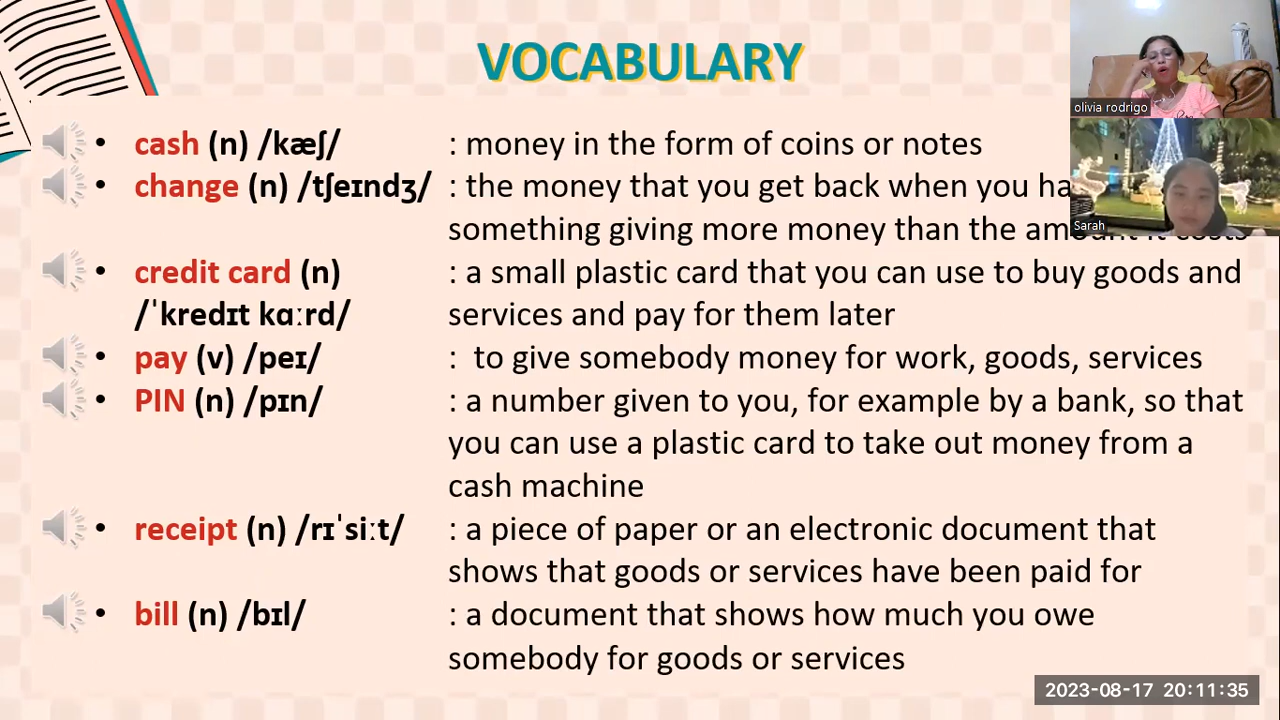 VOCABULARY
olivia rodrigo
• cash (n) /kæʃ/ : money in the form of coins or notes
• change (n) /tʃeɪndʒ/ : the money that you get back when you
Sarah
something giving more money than the amount it costs
• credit card (n) : a small plastic card that you can use to buy goods and
/ˈkredɪt kɑːrd/ services and pay for them later
• pay (v) /peɪ/ : to give somebody money for work, goods, services
• PIN (n) /pɪn/ : a number given to you, for example by a bank, so that
you can use a plastic card to take out money from a
cash machine
• receipt (n) /rɪˈsiːt/ : a piece of paper or an electronic document that
shows that goods or services have been paid for
• bill (n) /bɪl/ : a document that shows how much you owe
somebody for goods or services
2023-08-17 20:11:35